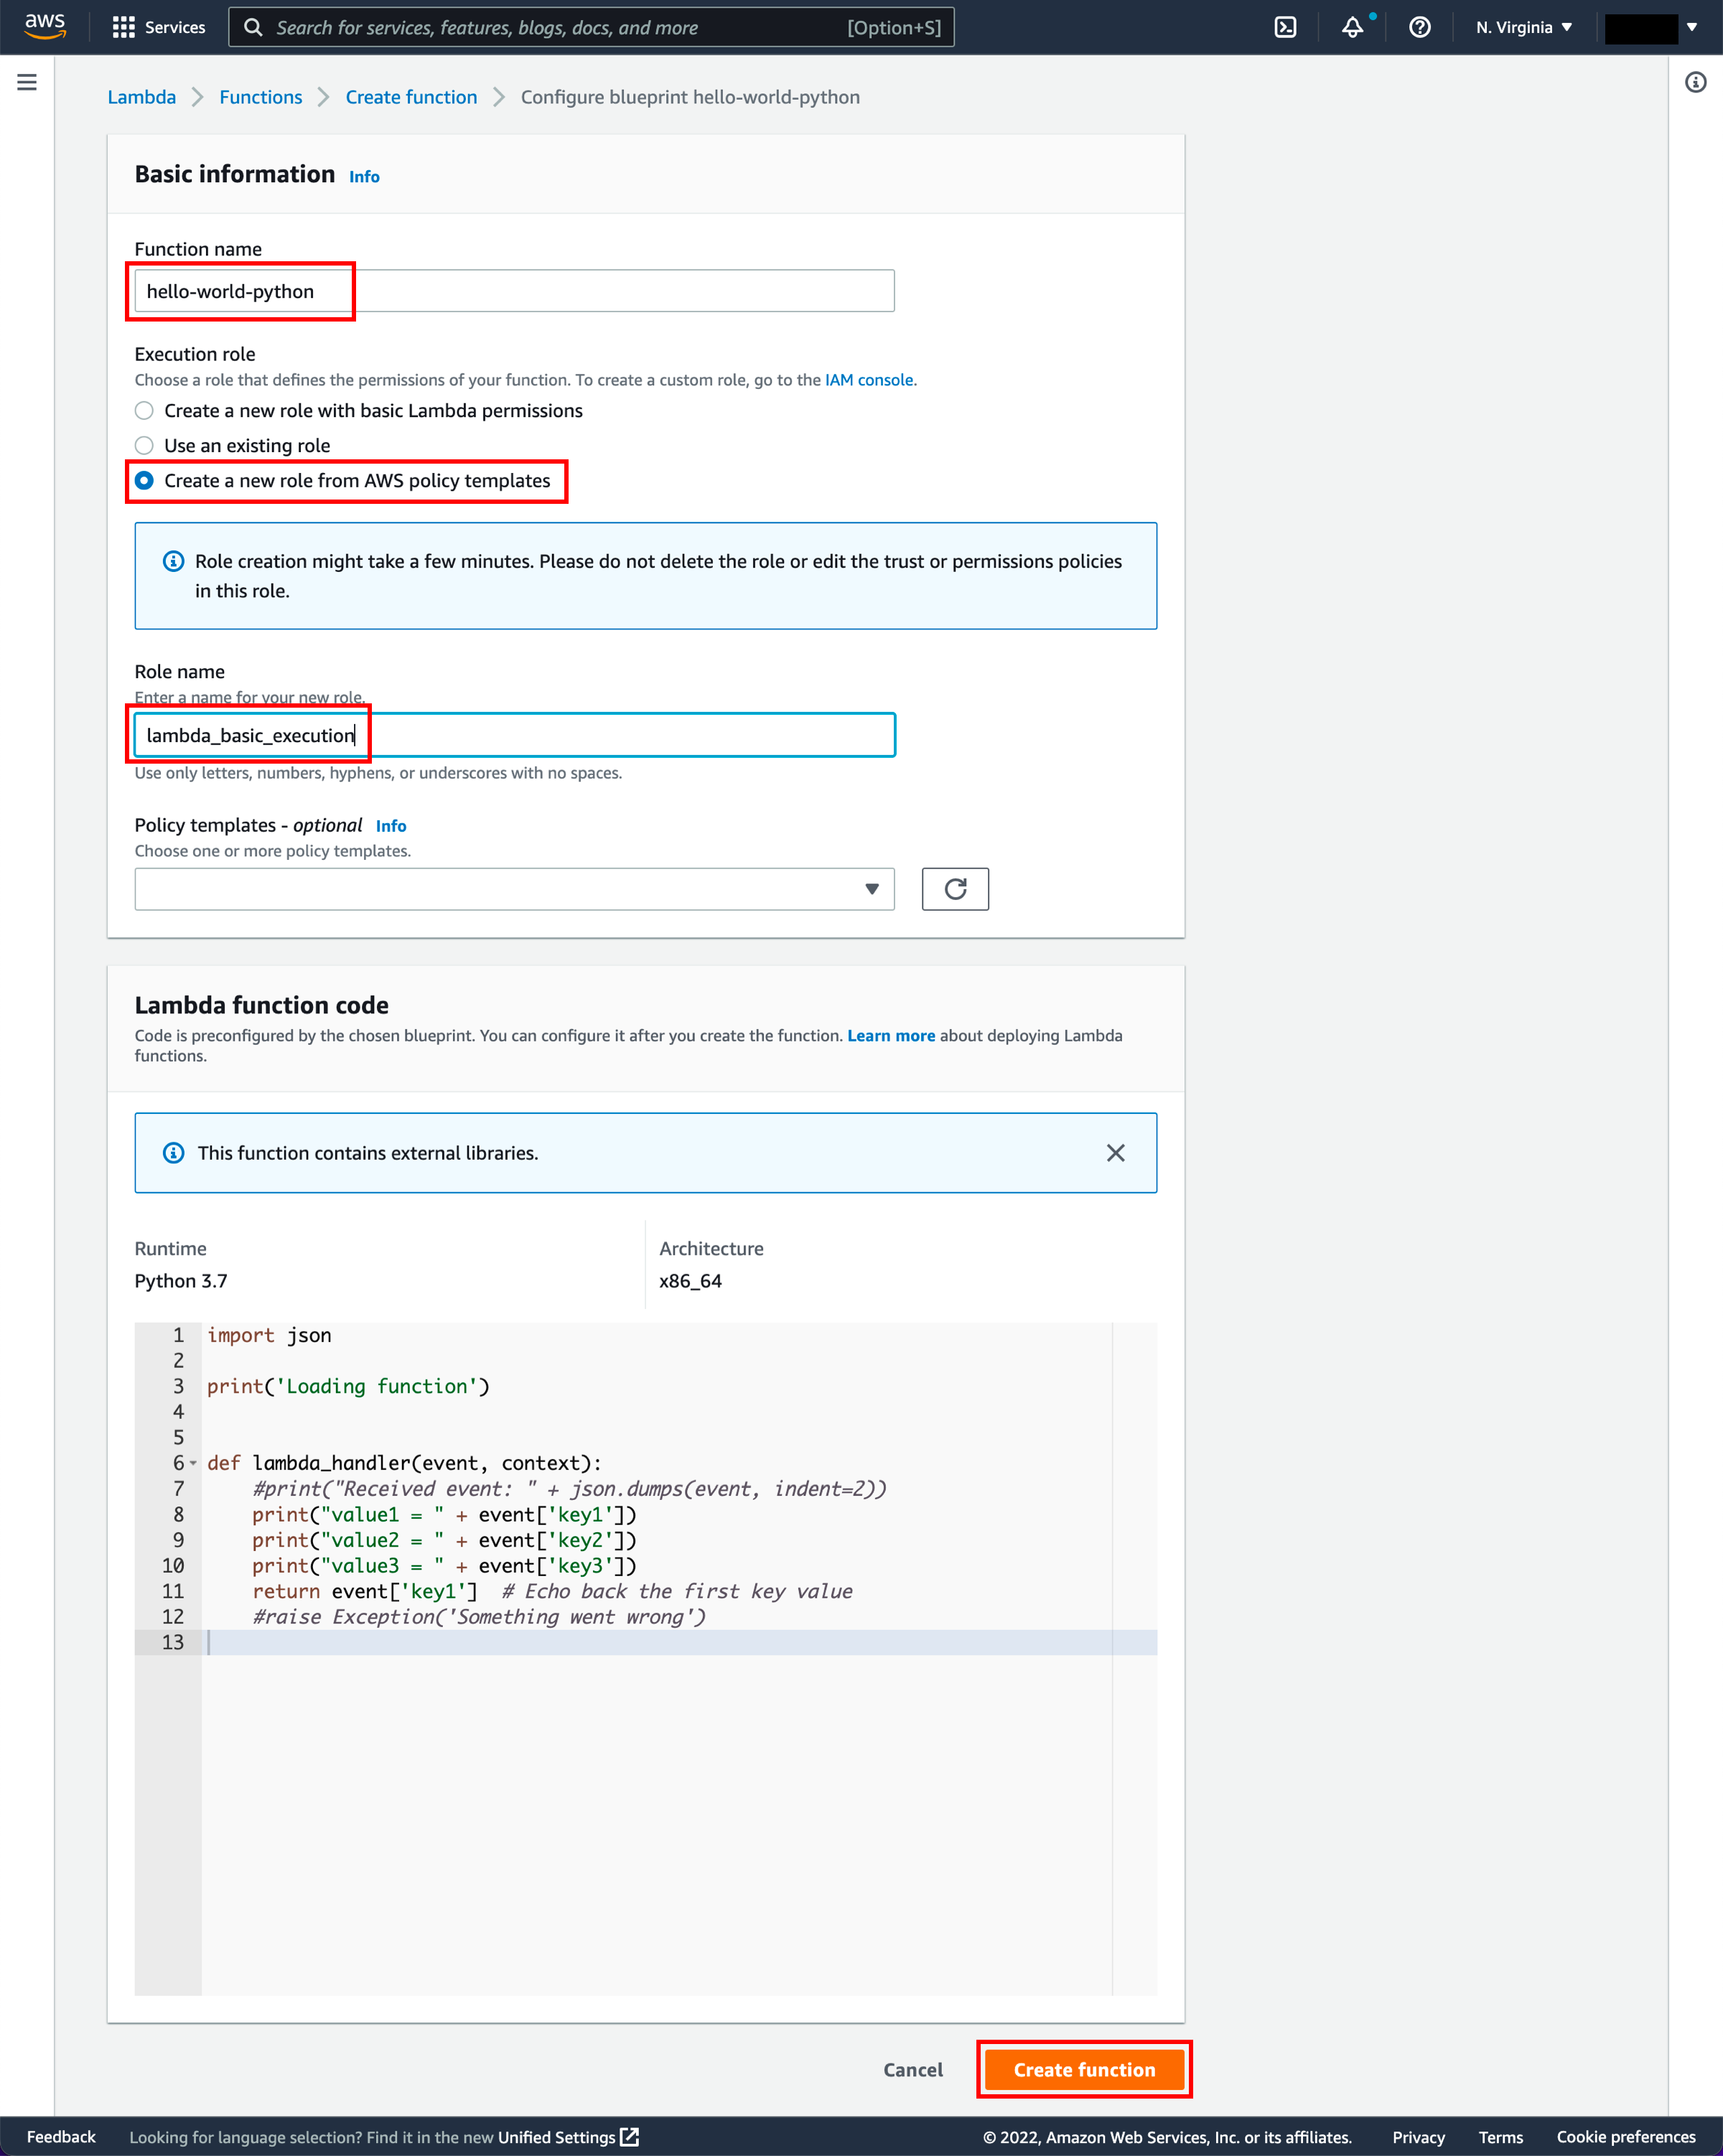 aws
Services
Search for services, features, blogs, docs, and more
[Option+S]
N. Virginia
Lambda
Functions
Create function
Configure blueprint hello-world-python
Basic information Info
Function name
hello-world-python
Execution role
Choose a role that defines the permissions of your function. To create a custom role, go to the IAM console.
Create a new role with basic Lambda permissions
Use an existing role
Create a new role from AWS policy templates
Role creation might take a few minutes. Please do not delete the role or edit the trust or permissions policies
in this role.
Role name
Enter a name for your new role.
lambda_basic_execution
Use only letters, numbers, hyphens, or underscores with no spaces.
Policy templates - optional Info
Choose one or more policy templates.
Lambda function code
Code is preconfigured by the chosen blueprint. You can configure it after you create the function. Learn more about deploying Lambda
functions.
This function contains external libraries.
Runtime
Python 3.7
Architecture
x86_64
1 import json
2
3 print('Loading function')
4
5
6 def lambda_handler(event, context):
7 #print("Received event: " + json.dumps(event, indent=2))
8 print("value1 = " + event['key1'])
9 print("value2 = " + event['key2'])
10 print("value3 = " + event['key3'])
11 return event['key1'] # Echo back the first key value
12 #raise Exception('Something went wrong')
13
Cancel
Create function
Feedback
Looking for language selection? Find it in the new Unified Settings
© 2022, Amazon Web Services, Inc. or its affiliates.
Privacy
Terms
Cookie preferences